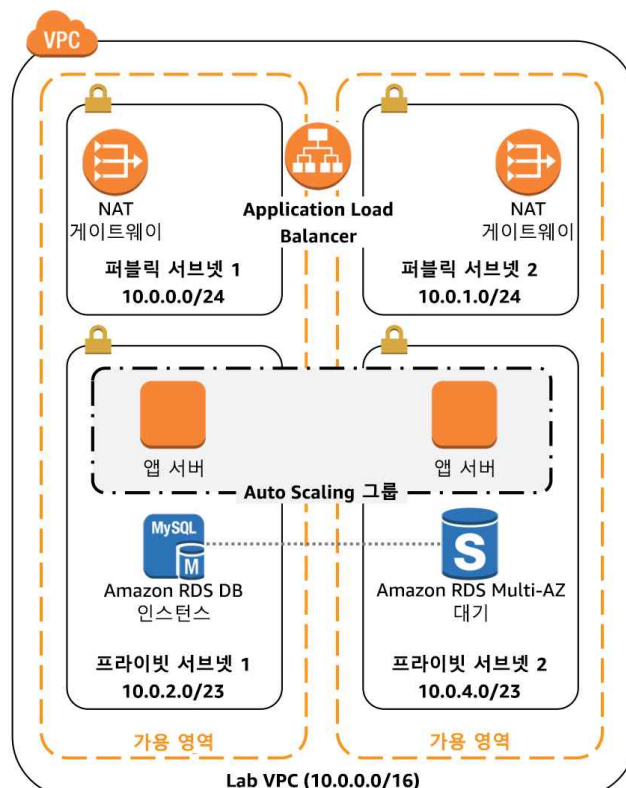 VPC
NAT
게이트웨이
Application Load
Balancer
NAT
게이트웨이
퍼블릭 서브넷 1
10.0.0.0/24
퍼블릭 서브넷 2
10.0.1.0/24
앱 서버
앱 서버
Auto Scaling 그룹
MySQL
M
Amazon RDS DB
인스턴스
S
Amazon RDS Multi-AZ
대기
프라이빗 서브넷 1
10.0.2.0/23
프라이빗 서브넷 2
10.0.4.0/23
가용 영역
가용 영역
Lab VPC (10.0.0.0/16)